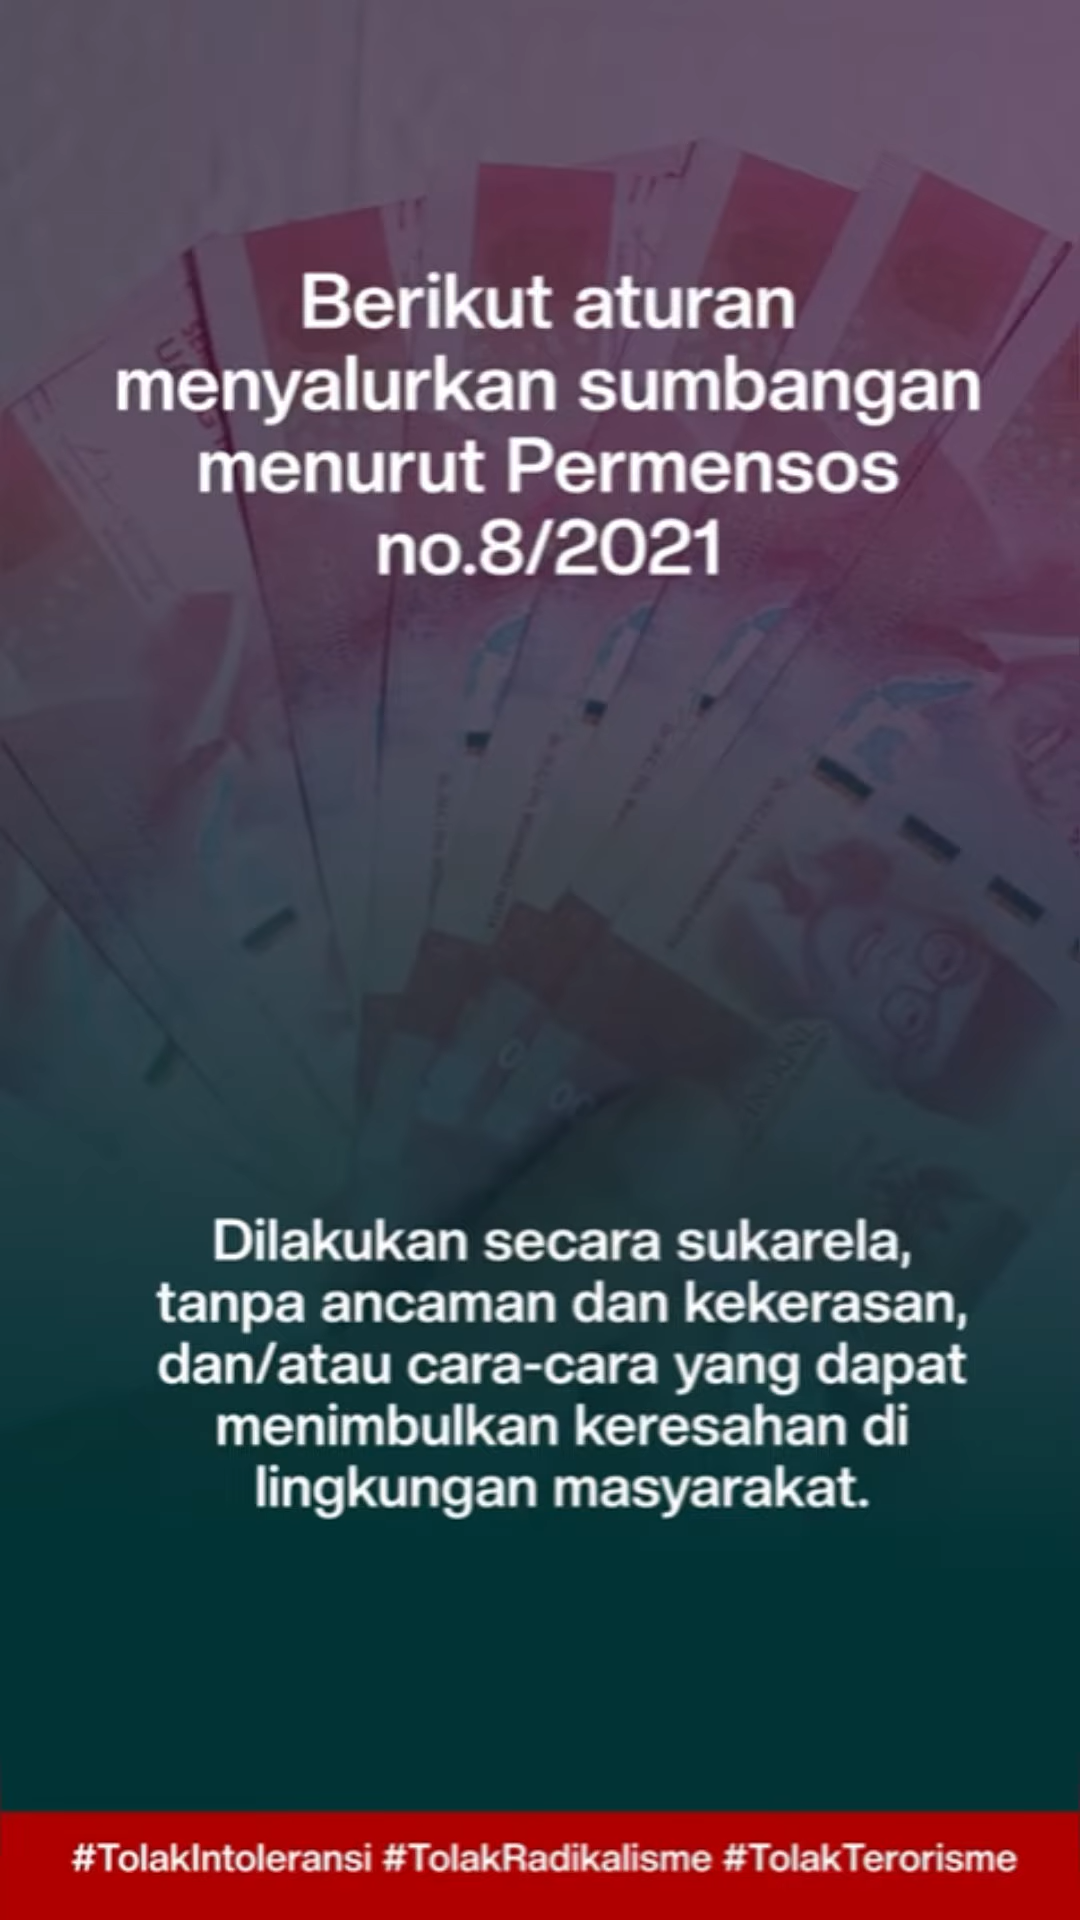 Berikut aturan
menyalurkan sumbangan
menurut Permensos
no.8/2021
Dilakukan secara sukarela,
tanpa ancaman dan kekerasan,
dan/atau cara-cara yang dapat
menimbulkan keresahan di
lingkungan masyarakat.
#TolakIntoleransi #TolakRadikalisme #TolakTerorisme